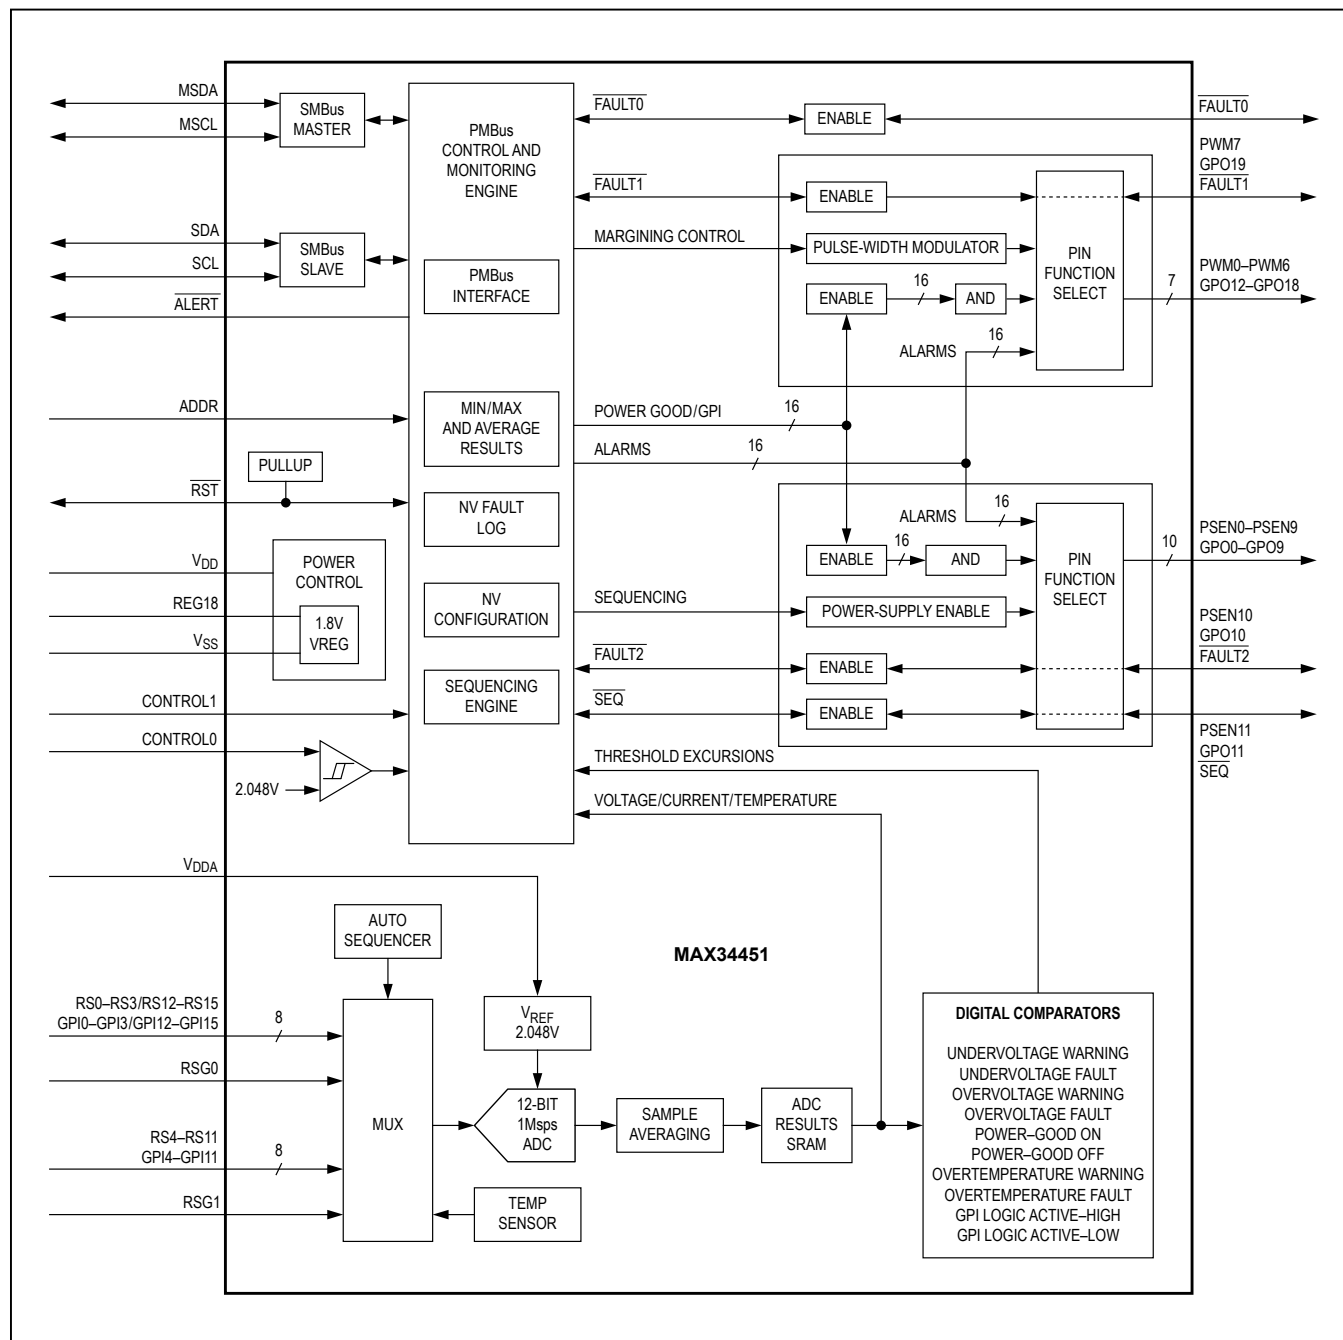 MSDA
MSCL
SMBus
MASTER
SDA
SCL
SMBus
SLAVE
ALERT
ADDR
PULLUP
RST
VDD
REG18
VSS
POWER
CONTROL
1.8V
VREG
CONTROL1
CONTROL0
2.048V
PMBus
CONTROL AND
MONITORING
ENGINE
PMBus
INTERFACE
MIN/MAX
AND AVERAGE
RESULTS
NV FAULT
LOG
NV
CONFIGURATION
SEQUENCING
ENGINE
FAULT0
ENABLE
FAULT0
FAULT1
ENABLE
PWM7
GPO19
FAULT1
MARGINING CONTROL
PULSE-WIDTH MODULATOR
ENABLE
16
AND
ALARMS
16
PIN
FUNCTION
SELECT
7
PWM0–PWM6
GPO12–GPO18
POWER GOOD/GPI
16
ALARMS
16
ALARMS
16
ENABLE
16
AND
PIN
FUNCTION
SELECT
10
PSEN0–PSEN9
GPO0–GPO9
SEQUENCING
POWER-SUPPLY ENABLE
FAULT2
ENABLE
PSEN10
GPO10
FAULT2
SEQ
ENABLE
PSEN11
GPO11
SEQ
THRESHOLD EXCURSIONS
VOLTAGE/CURRENT/TEMPERATURE
VDDA
AUTO
SEQUENCER
MAX34451
RS0–RS3/RS12–RS15
GPI0–GPI3/GPI12–GPI15
8
RSG0
RS4–RS11
GPI4–GPI11
8
RSG1
MUX
VREF
2.048V
12-BIT
1Msps
ADC
TEMP
SENSOR
SAMPLE
AVERAGING
ADC
RESULTS
SRAM
DIGITAL COMPARATORS
UNDERVOLTAGE WARNING
UNDERVOLTAGE FAULT
OVERVOLTAGE WARNING
OVERVOLTAGE FAULT
POWER–GOOD ON
POWER–GOOD OFF
OVERTEMPERATURE WARNING
OVERTEMPERATURE FAULT
GPI LOGIC ACTIVE–HIGH
GPI LOGIC ACTIVE–LOW